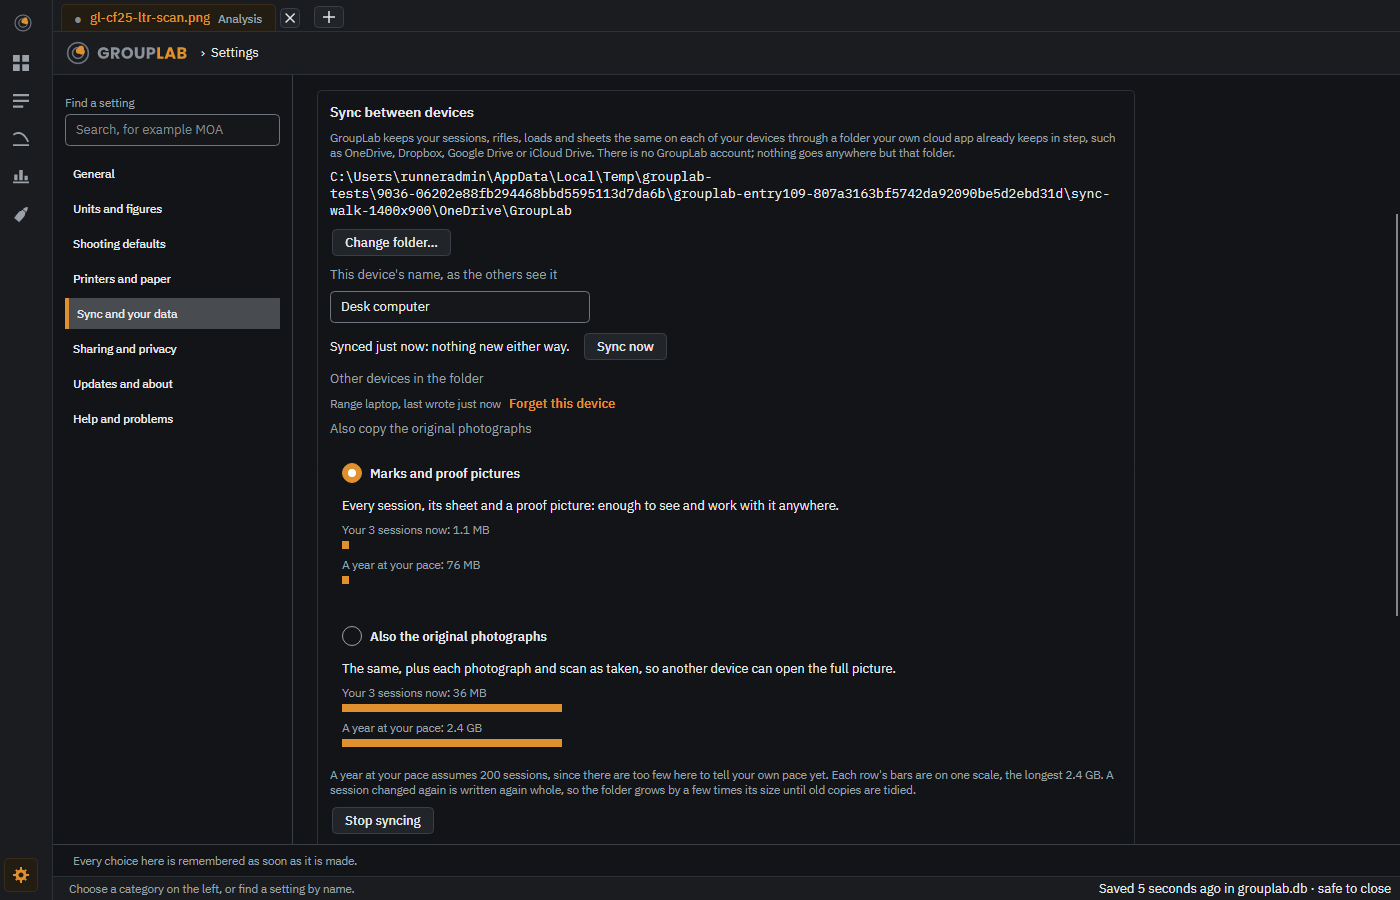 gl-cf25-ltr-scan.png Analysis
GROUPLAB › Settings
Find a setting
Search, for example MOA
General
Units and figures
Shooting defaults
Printers and paper
Sync and your data
Sharing and privacy
Updates and about
Help and problems
Sync between devices
GroupLab keeps your sessions, rifles, loads and sheets the same on each of your devices through a folder your own cloud app already keeps in step, such
as OneDrive, Dropbox, Google Drive or iCloud Drive. There is no GroupLab account; nothing goes anywhere but that folder.
C:\Users\runneradmin\AppData\Local\Temp\grouplab-
tests\9036-06202e88fb294468bbd5595113d7da6b\grouplab-entry109-807a3163bf5742da92090be5d2ebd31d\sync-
walk-1400x900\OneDrive\GroupLab
Change folder...
This device's name, as the others see it
Desk computer
Synced just now: nothing new either way. Sync now
Other devices in the folder
Range laptop, last wrote just now Forget this device
Also copy the original photographs
Marks and proof pictures
Every session, its sheet and a proof picture: enough to see and work with it anywhere.
Your 3 sessions now: 1.1 MB
A year at your pace: 76 MB
Also the original photographs
The same, plus each photograph and scan as taken, so another device can open the full picture.
Your 3 sessions now: 36 MB
A year at your pace: 2.4 GB
A year at your pace assumes 200 sessions, since there are too few here to tell your own pace yet. Each row's bars are on one scale, the longest 2.4 GB. A
session changed again is written again whole, so the folder grows by a few times its size until old copies are tidied.
Stop syncing
Every choice here is remembered as soon as it is made.
Choose a category on the left, or find a setting by name.
Saved 5 seconds ago in grouplab.db · safe to close